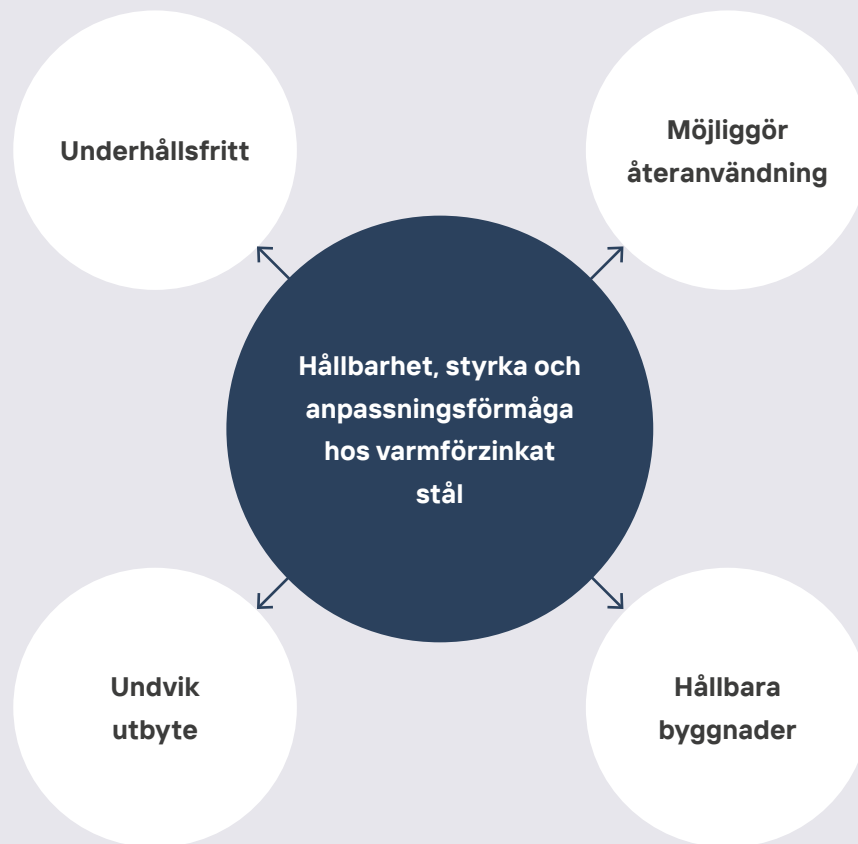 Underhållsfritt
Möjliggör
återanvändning
Hållbarhet, styrka och
anpassningsförmåga
hos varmförzinkat
stål
Undvik
utbyte
Hållbara
byggnader